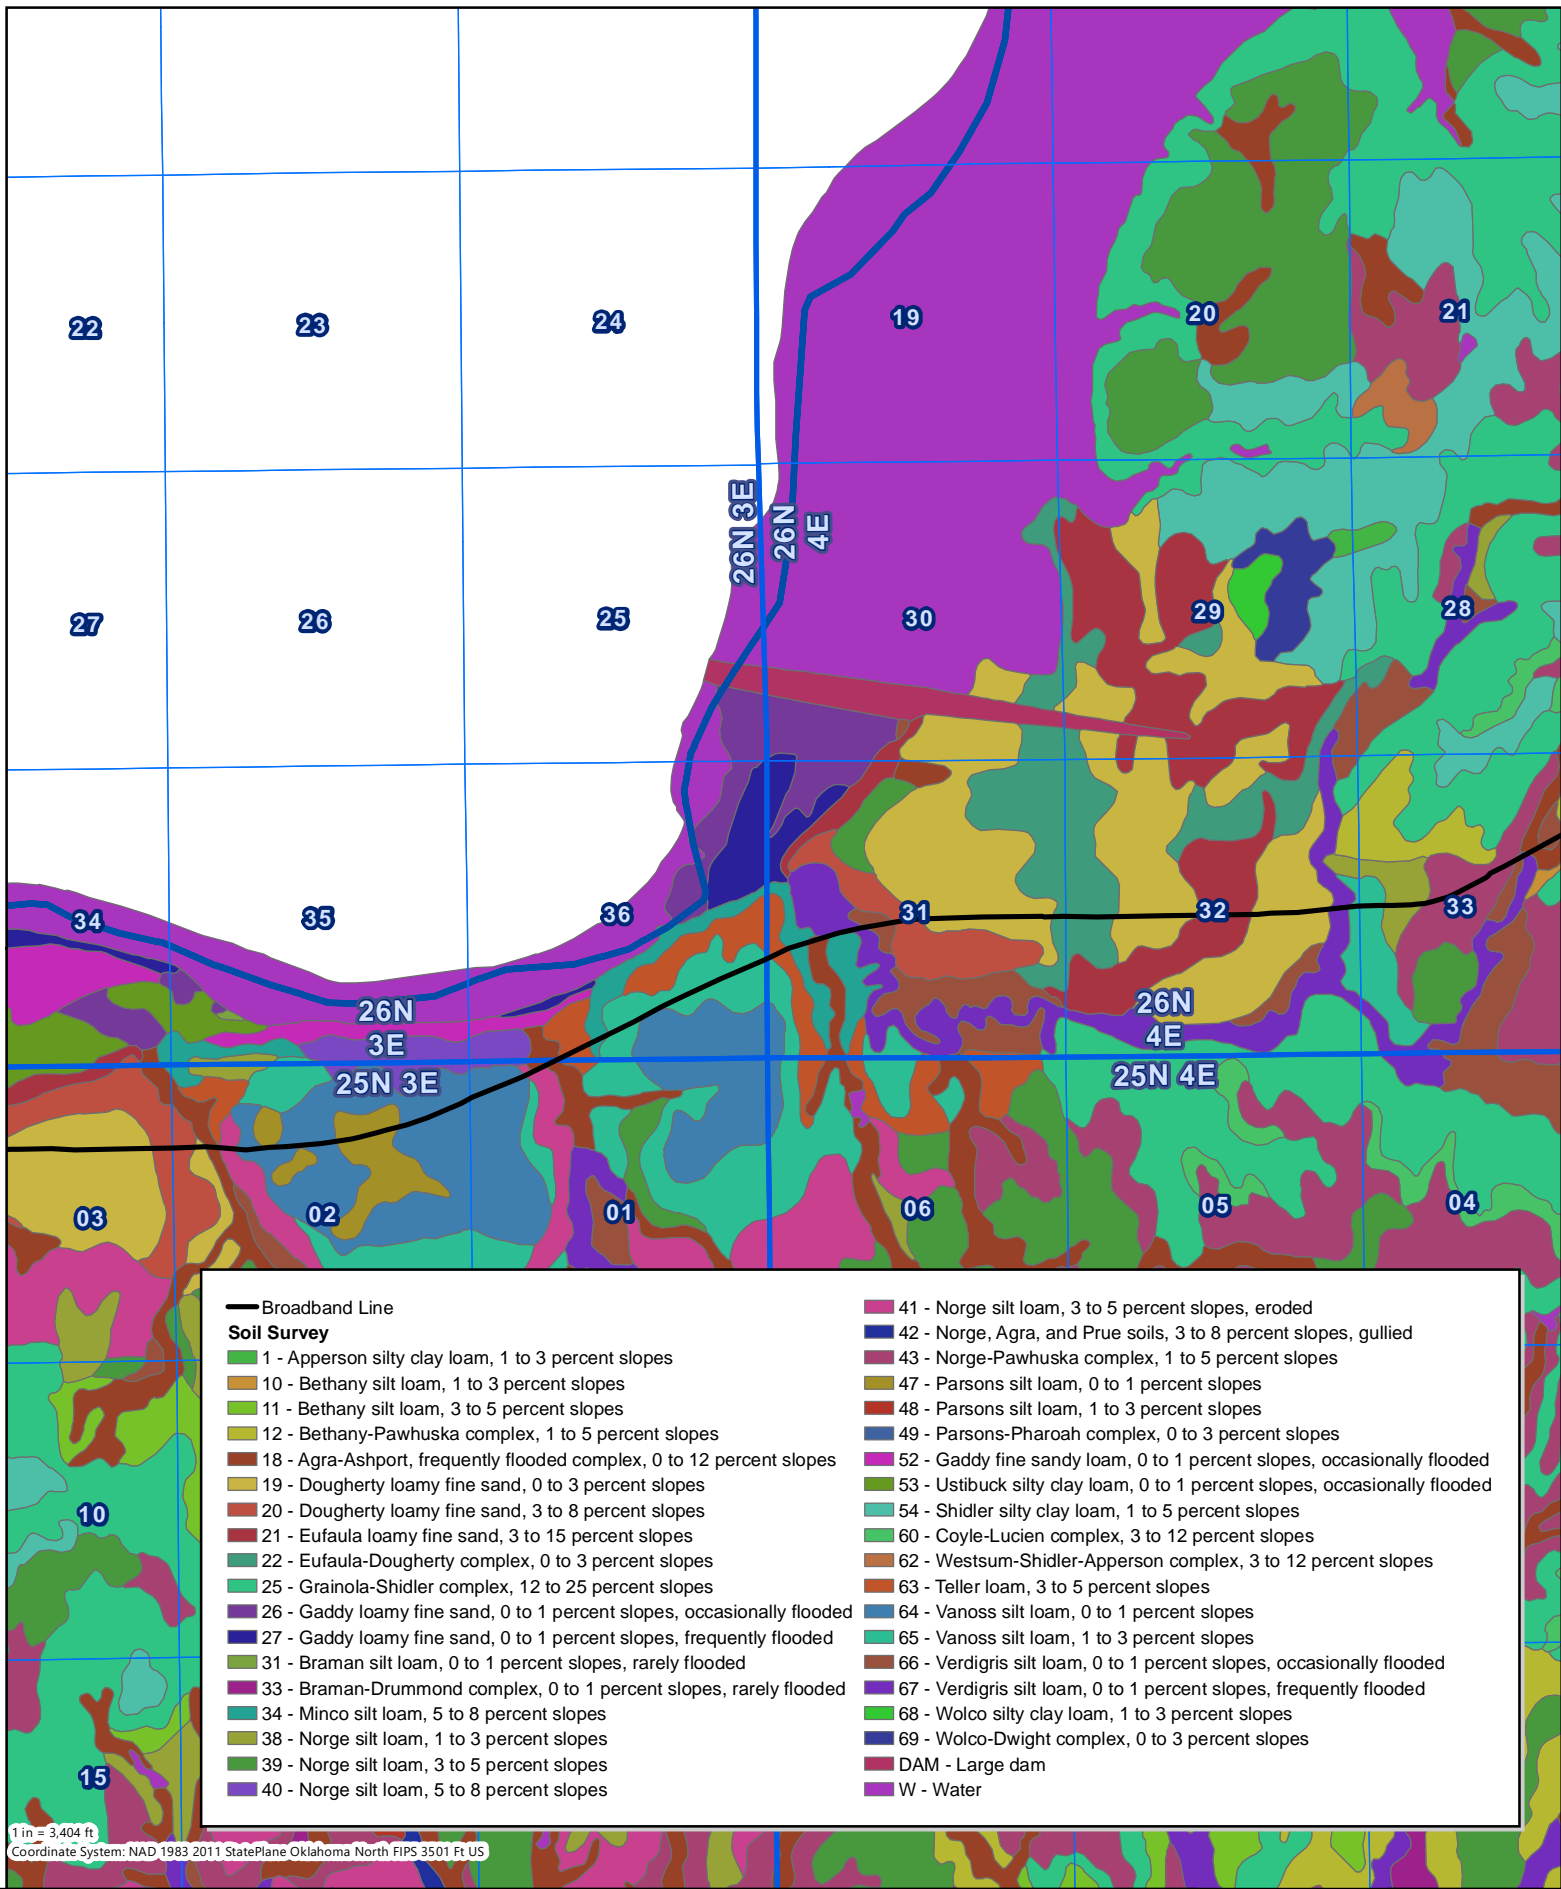 22
23
24
19
20
21
26N 3E
26N
4E
27
26
25
30
29
28
34
35
36
31
32
33
26N
3E
26N
4E
25N 3E
25N 4E
03
02
01
06
05
04
10
15
Broadband Line
Soil Survey
1 - Apperson silty clay loam, 1 to 3 percent slopes
10 - Bethany silt loam, 1 to 3 percent slopes
11 - Bethany silt loam, 3 to 5 percent slopes
12 - Bethany-Pawhuska complex, 1 to 5 percent slopes
18 - Agra-Ashport, frequently flooded complex, 0 to 12 percent slopes
19 - Dougherty loamy fine sand, 0 to 3 percent slopes
20 - Dougherty loamy fine sand, 3 to 8 percent slopes
21 - Eufaula loamy fine sand, 3 to 15 percent slopes
22 - Eufaula-Dougherty complex, 0 to 3 percent slopes
25 - Grainola-Shidler complex, 12 to 25 percent slopes
26 - Gaddy loamy fine sand, 0 to 1 percent slopes, occasionally flooded
27 - Gaddy loamy fine sand, 0 to 1 percent slopes, frequently flooded
31 - Braman silt loam, 0 to 1 percent slopes, rarely flooded
33 - Braman-Drummond complex, 0 to 1 percent slopes, rarely flooded
34 - Minco silt loam, 5 to 8 percent slopes
38 - Norge silt loam, 1 to 3 percent slopes
39 - Norge silt loam, 3 to 5 percent slopes
40 - Norge silt loam, 5 to 8 percent slopes
41 - Norge silt loam, 3 to 5 percent slopes, eroded
42 - Norge, Agra, and Prue soils, 3 to 8 percent slopes, gullied
43 - Norge-Pawhuska complex, 1 to 5 percent slopes
47 - Parsons silt loam, 0 to 1 percent slopes
48 - Parsons silt loam, 1 to 3 percent slopes
49 - Parsons-Pharoah complex, 0 to 3 percent slopes
52 - Gaddy fine sandy loam, 0 to 1 percent slopes, occasionally flooded
53 - Ustibuck silty clay loam, 0 to 1 percent slopes, occasionally flooded
54 - Shidler silty clay loam, 1 to 5 percent slopes
60 - Coyle-Lucien complex, 3 to 12 percent slopes
62 - Westsum-Shidler-Apperson complex, 3 to 12 percent slopes
63 - Teller loam, 3 to 5 percent slopes
64 - Vanoss silt loam, 0 to 1 percent slopes
65 - Vanoss silt loam, 1 to 3 percent slopes
66 - Verdigris silt loam, 0 to 1 percent slopes, occasionally flooded
67 - Verdigris silt loam, 0 to 1 percent slopes, frequently flooded
68 - Wolco silty clay loam, 1 to 3 percent slopes
69 - Wolco-Dwight complex, 0 to 3 percent slopes
DAM - Large dam
W - Water
1 in = 3,404 ft
Coordinate System: NAD 1983 2011 StatePlane Oklahoma North FIPS 3501 Ft US